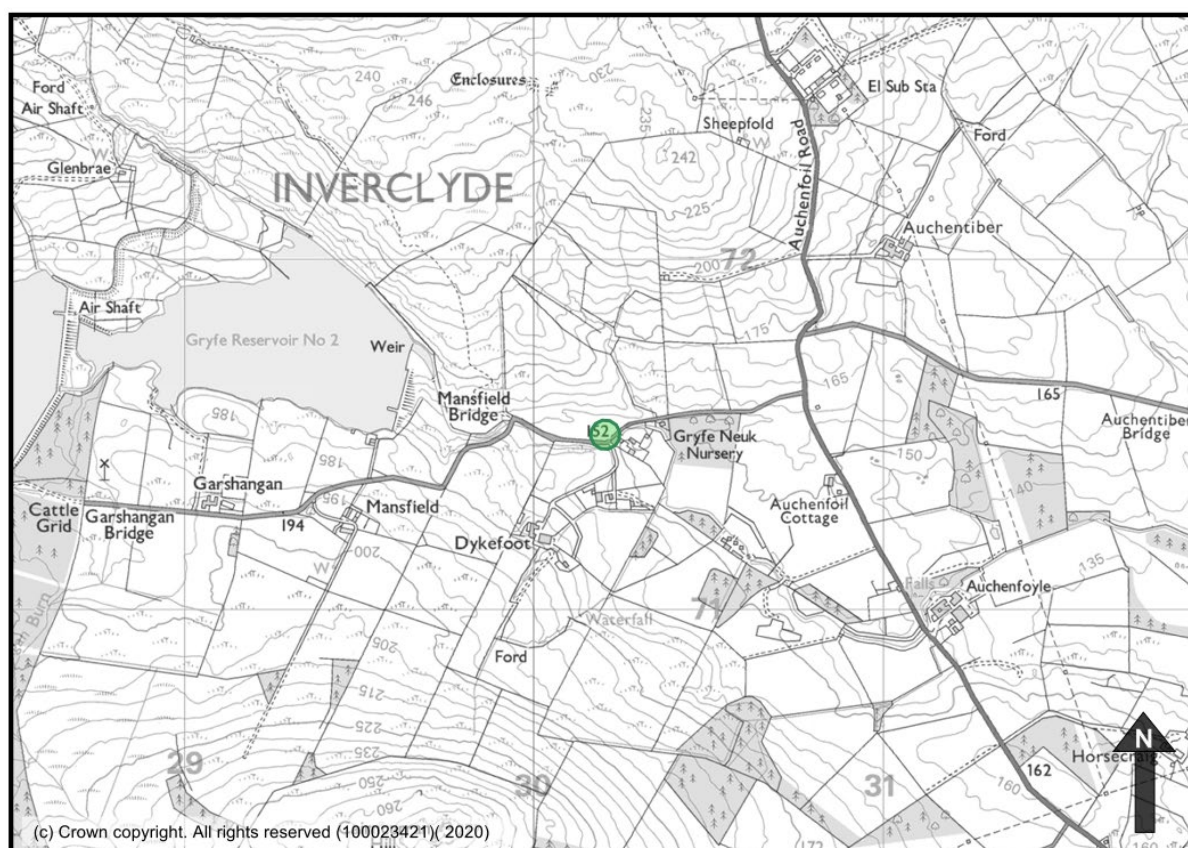 240
246
Enclosures
230
235
El Sub Sta
Ford
Air Shaft
Sheepfold
W
242
Ford
Glenbrae
INVERCLYDE
225
Auchenfoil Road
Auchentiber
200
72
Air Shaft
175
Gryfe Reservoir No 2
Weir
165
165
185
Mansfield
Bridge
152
Auchentiber
Bridge
Gryfe Neuk
Nursery
150
185
140
Garshangan
195
Auchenfoil
Cottage
Cattle
Grid
Garshangan
Bridge
194
Mansfield
Dykefoot
200
W
135
Falls
Auchenfoyle
71
Waterfall
205
Ford
215
225
235
N
29
250
30
31
162
Horsecraig
260
160
172
160
(c) Crown copyright. All rights reserved (100023421)( 2020)